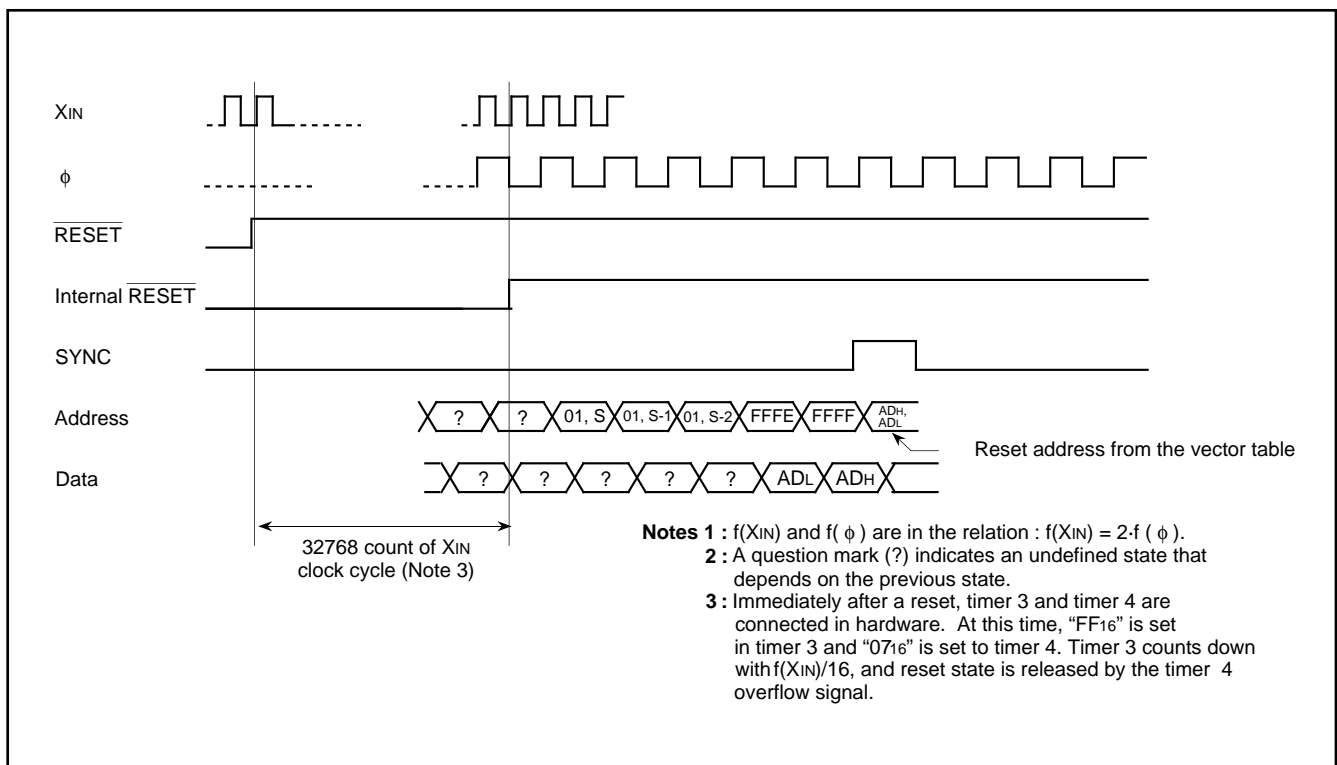 XIN
ϕ
RESET
Internal RESET
SYNC
Address
? ? 01, S 01, S-1 01, S-2 FFFE FFFF ADH,
ADL
Reset address from the vector table
Data
? ? ? ? ? ADL ADH
32768 count of XIN
clock cycle (Note 3)
Notes 1 : f(XIN) and f( ϕ ) are in the relation : f(XIN) = 2·f ( ϕ ).
2 : A question mark (?) indicates an undefined state that
depends on the previous state.
3 : Immediately after a reset, timer 3 and timer 4 are
connected in hardware. At this time, “FF16” is set
in timer 3 and “0716” is set to timer 4. Timer 3 counts down
with f(XIN)/16, and reset state is released by the timer 4
overflow signal.